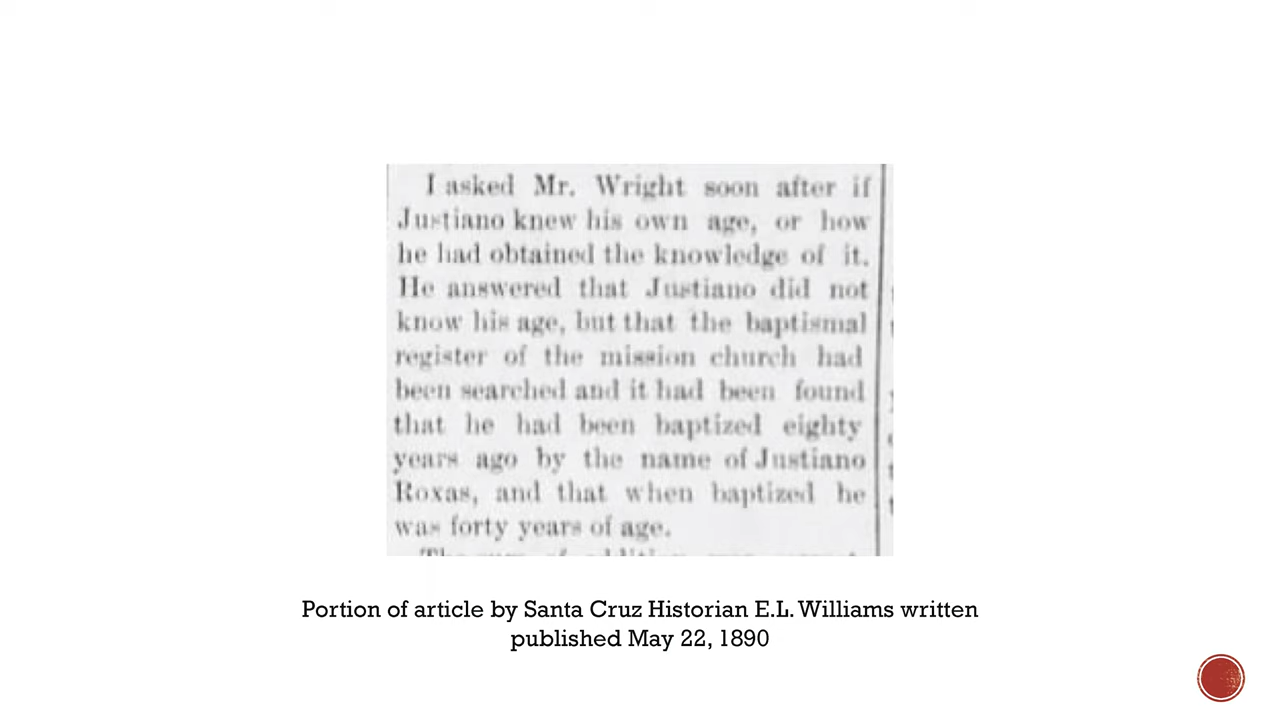 I asked Mr. Wright soon after if
Justiano knew his own age, or how
he had obtained the knowledge of it.
He answered that Justiano did not
know his age, but that the baptismal
register of the mission church had
been searched and it had been found
that he had been baptized eighty
years ago by the name of Justiano
Roxas, and that when baptized he
was forty years of age.
Portion of article by Santa Cruz Historian E.L. Williams written
published May 22, 1890